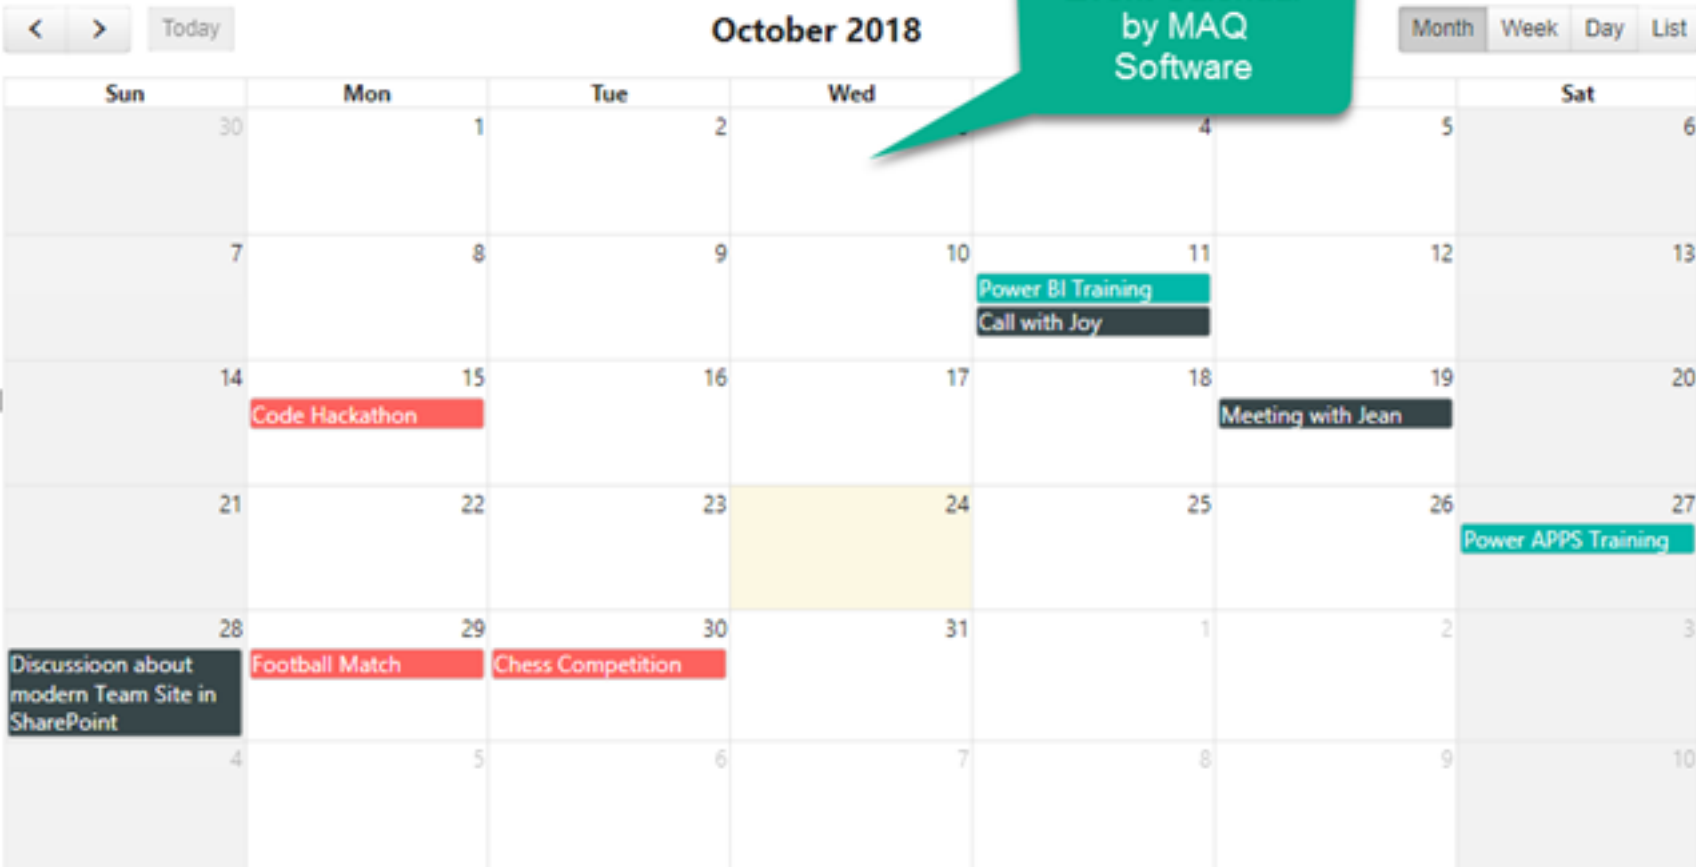 < > Today
October 2018
by MAQ
Software
Month Week Day List
Sun Mon Tue Wed Sat
30 1 2 4 5 6
7 8 9 10 11 12 13
Power BI Training
Call with Joy
14 15 16 17 18 19 20
Code Hackathon Meeting with Jean
21 22 23 24 25 26 27
Power APPS Training
28 29 30 31 1 2 3
Discussioon about
modern Team Site in
SharePoint
Football Match Chess Competition
4 5 6 7 8 9 10